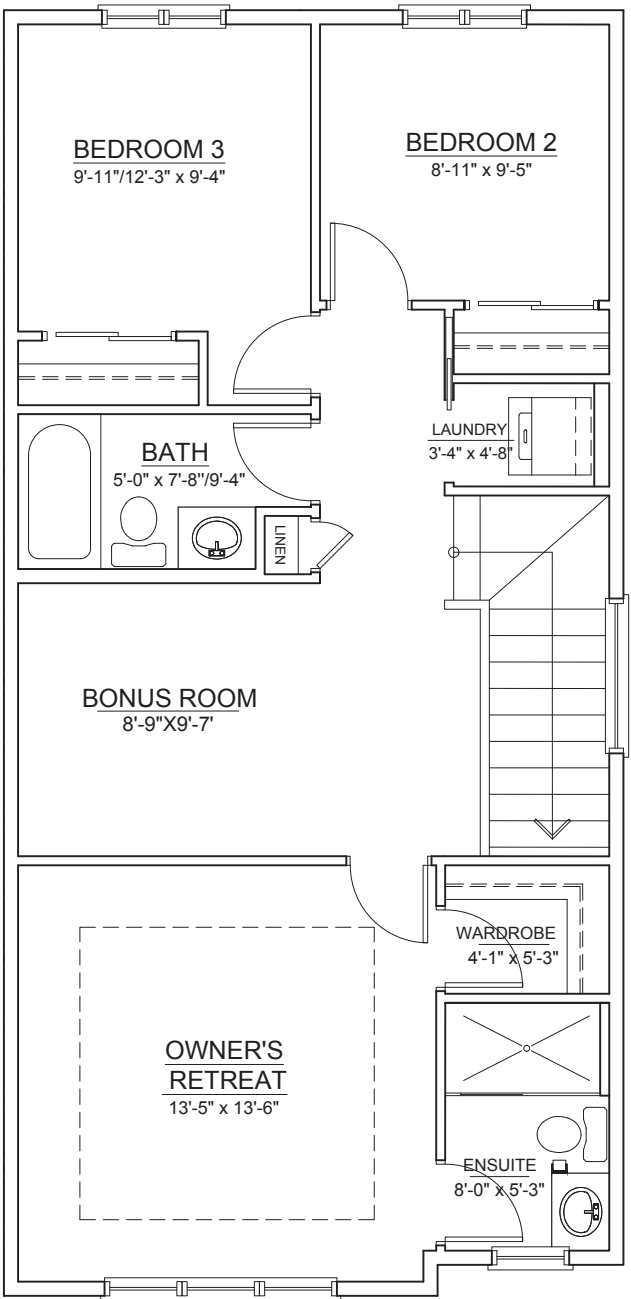 BEDROOM 3
9'-11"/12'-3" x 9'-4"
BEDROOM 2
8'-11" x 9'-5"
LAUNDRY
3'-4" x 4'-8"
BATH
5'-0" x 7'-8"/9'-4"
LINEN
BONUS ROOM
8'-9"X9'-7'
WARDROBE
4'-1" x 5'-3"
OWNER'S
RETREAT
13'-5" x 13'-6"
ENSUITE
8'-0" x 5'-3"